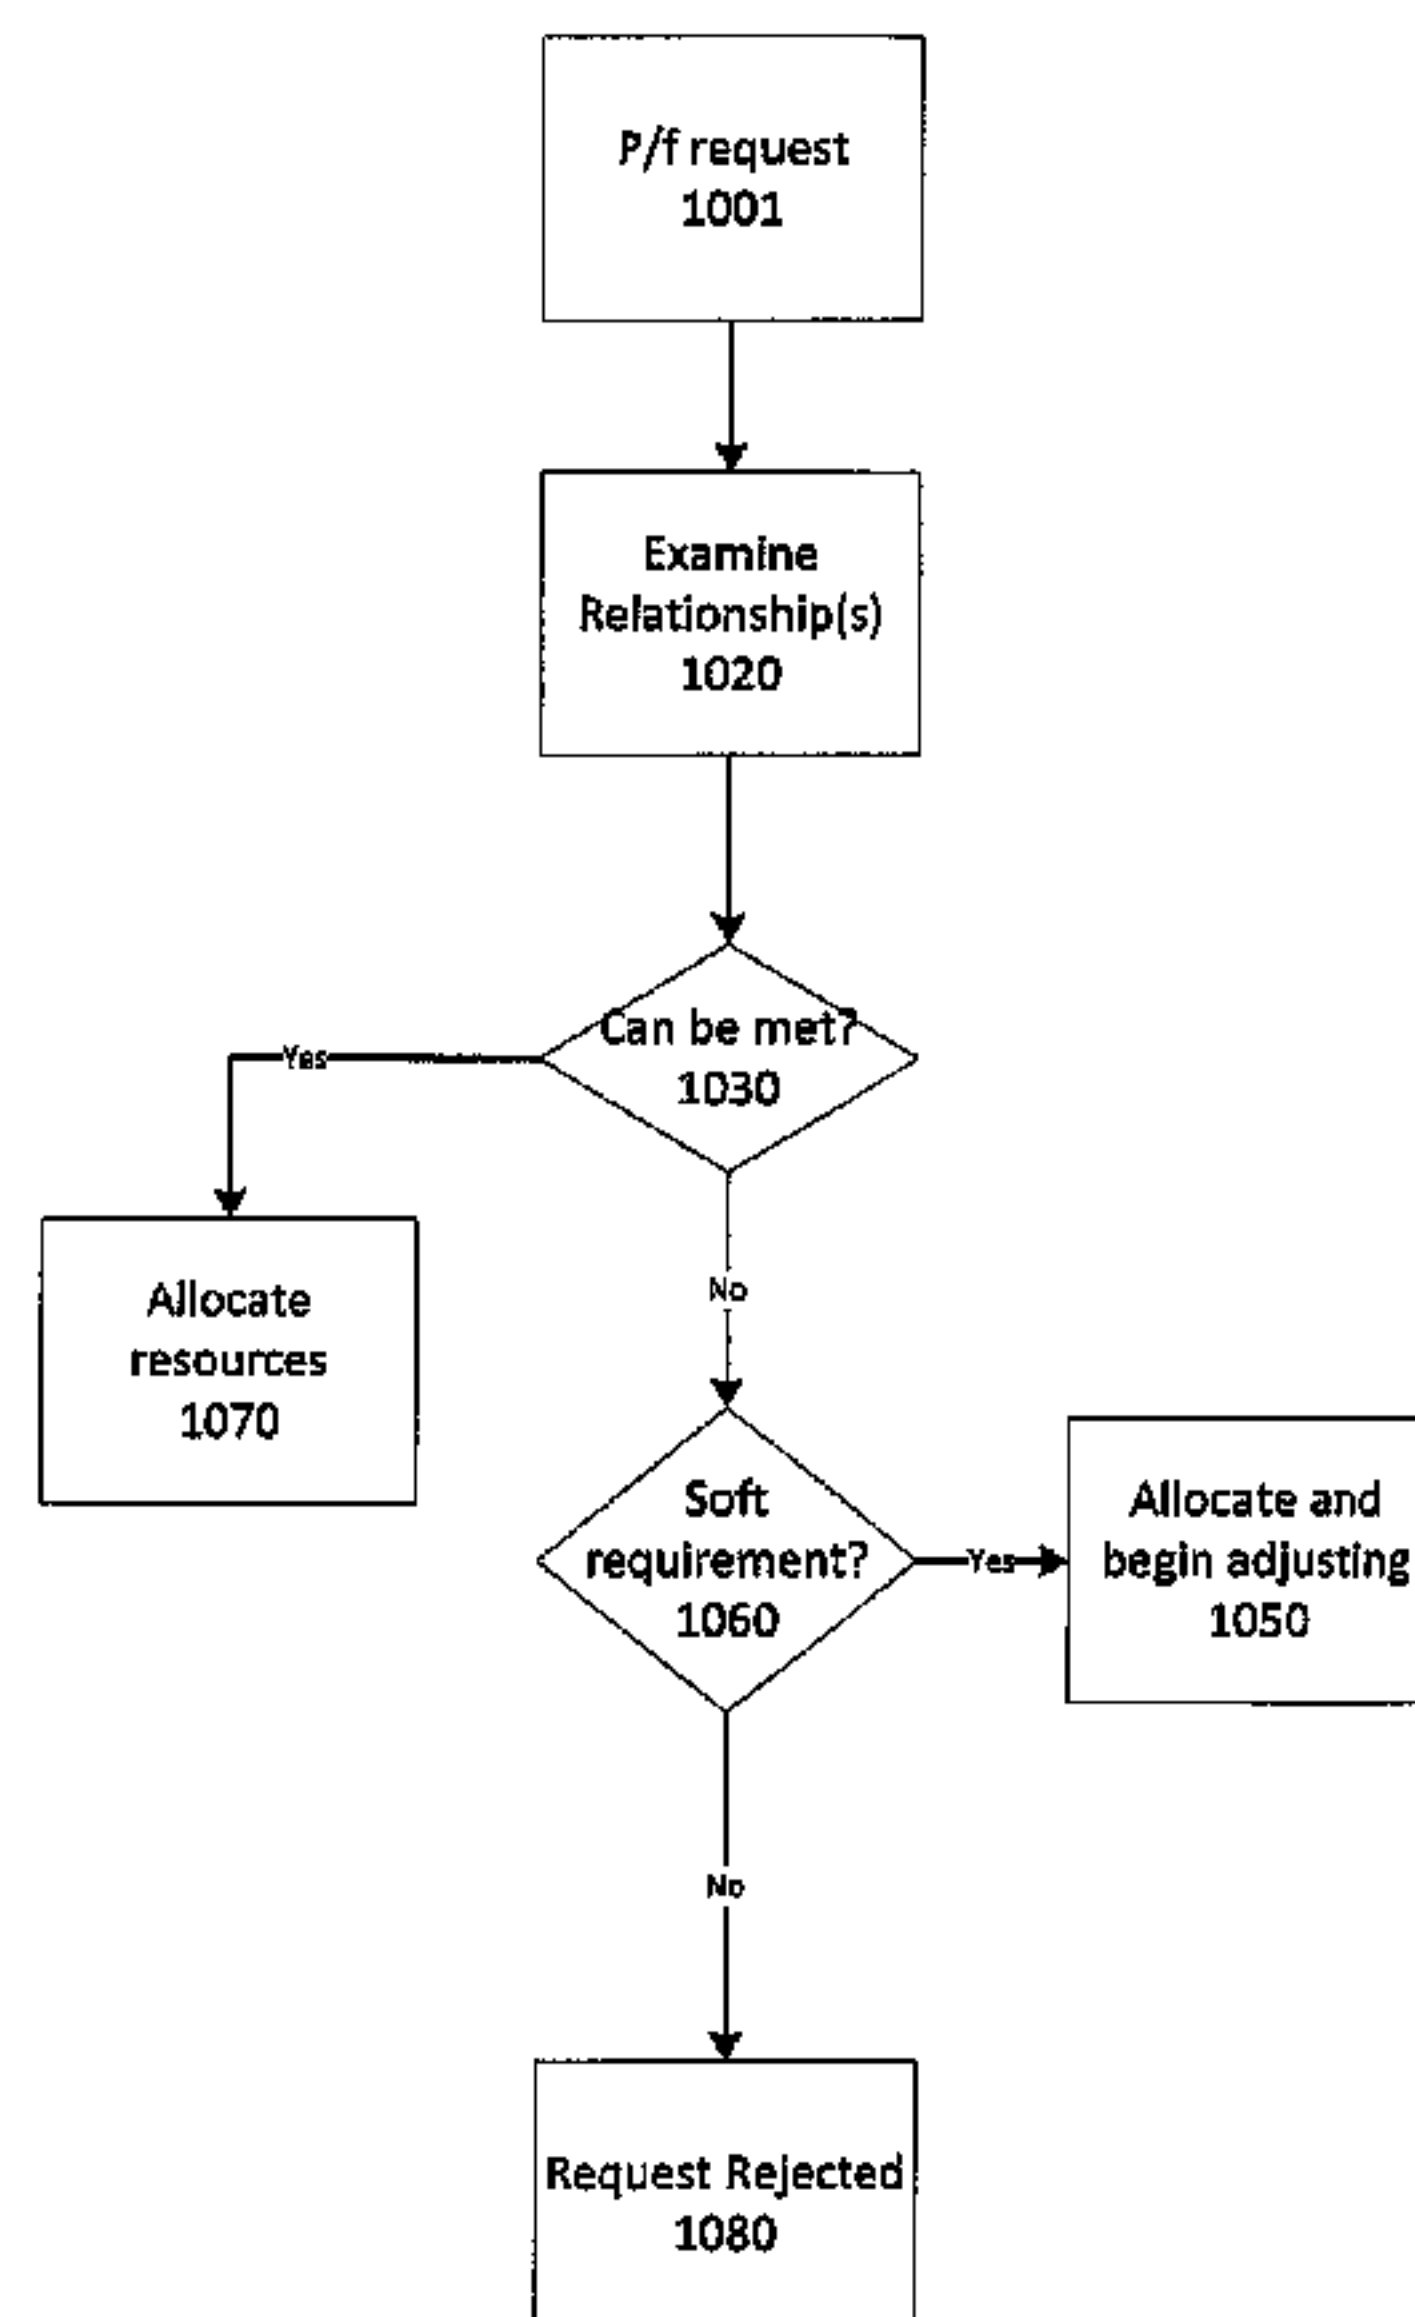 P/f request
1001
Examine
Relationship(s)
1020
Can be met?
1030
Yes
No
Allocate
resources
1070
Soft
requirement?
1060
Yes
Allocate and
begin adjusting
1050
No
Request Rejected
1080